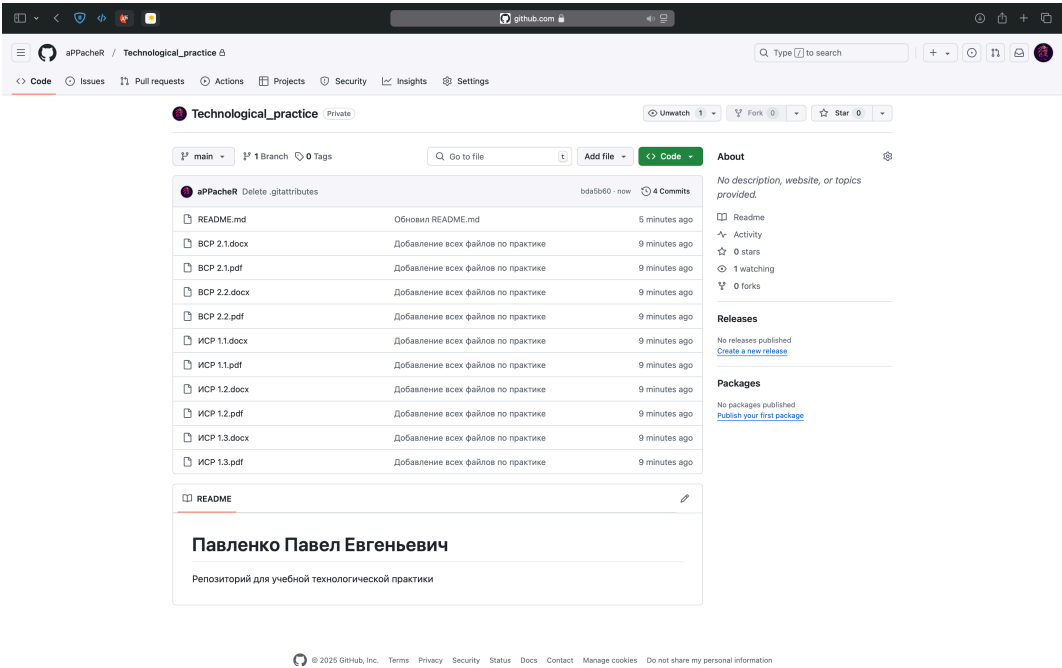 github.com
aPPacheR / Technological_practice
Type / to search
Code Issues Pull requests Actions Projects Security Insights Settings
Technological_practice Private
Unwatch 1 Fork 0 Star 0
main 1 Branch 0 Tags Go to file t Add file Code
aPPacheR Delete .gitattributes bda5b60 · now 4 Commits
README.md Обновил README.md 5 minutes ago
ВСР 2.1.docx Добавление всех файлов по практике 9 minutes ago
ВСР 2.1.pdf Добавление всех файлов по практике 9 minutes ago
ВСР 2.2.docx Добавление всех файлов по практике 9 minutes ago
ВСР 2.2.pdf Добавление всех файлов по практике 9 minutes ago
ИСР 1.1.docx Добавление всех файлов по практике 9 minutes ago
ИСР 1.1.pdf Добавление всех файлов по практике 9 minutes ago
ИСР 1.2.docx Добавление всех файлов по практике 9 minutes ago
ИСР 1.2.pdf Добавление всех файлов по практике 9 minutes ago
ИСР 1.3.docx Добавление всех файлов по практике 9 minutes ago
ИСР 1.3.pdf Добавление всех файлов по практике 9 minutes ago
README
Павленко Павел Евгеньевич
Репозиторий для учебной технологической практики
About
No description, website, or topics
provided.
Readme
Activity
0 stars
1 watching
0 forks
Releases
No releases published
Create a new release
Packages
No packages published
Publish your first package
© 2025 GitHub, Inc. Terms Privacy Security Status Docs Contact Manage cookies Do not share my personal information